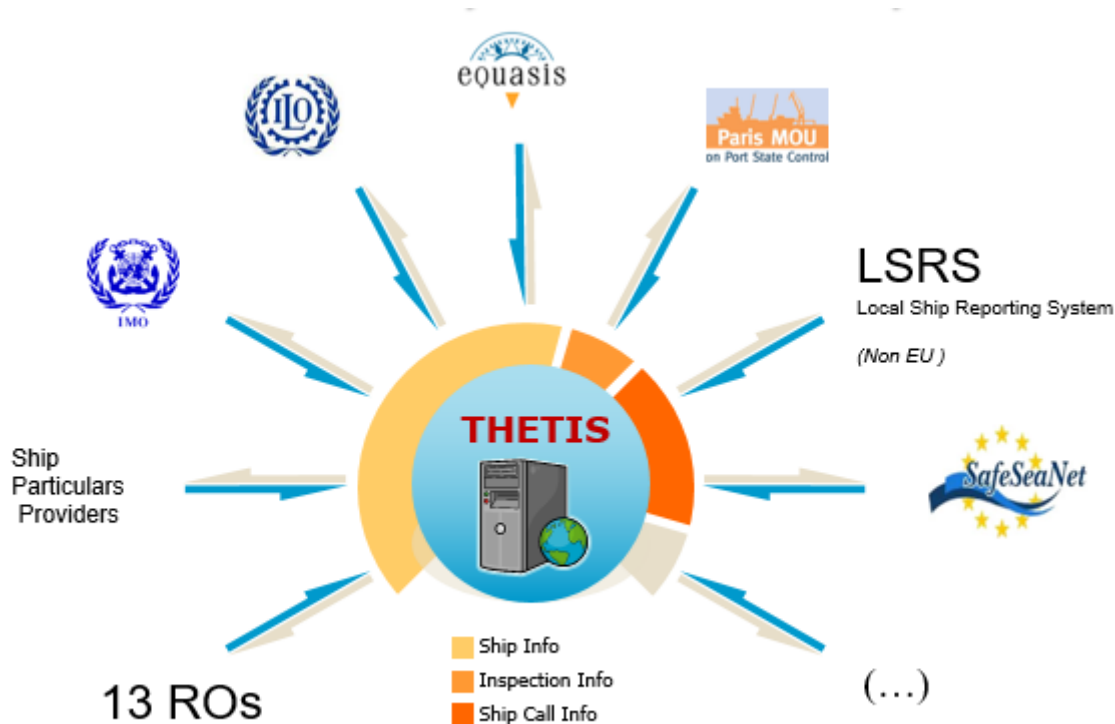 equasis
ILO
Paris MOU
on Port State Control
IMO
LSRS
Local Ship Reporting System
(Non EU )
THETIS
Ship
Particulars
Providers
SafeSeaNet
13 ROs
Ship Info
Inspection Info
Ship Call Info
(…)